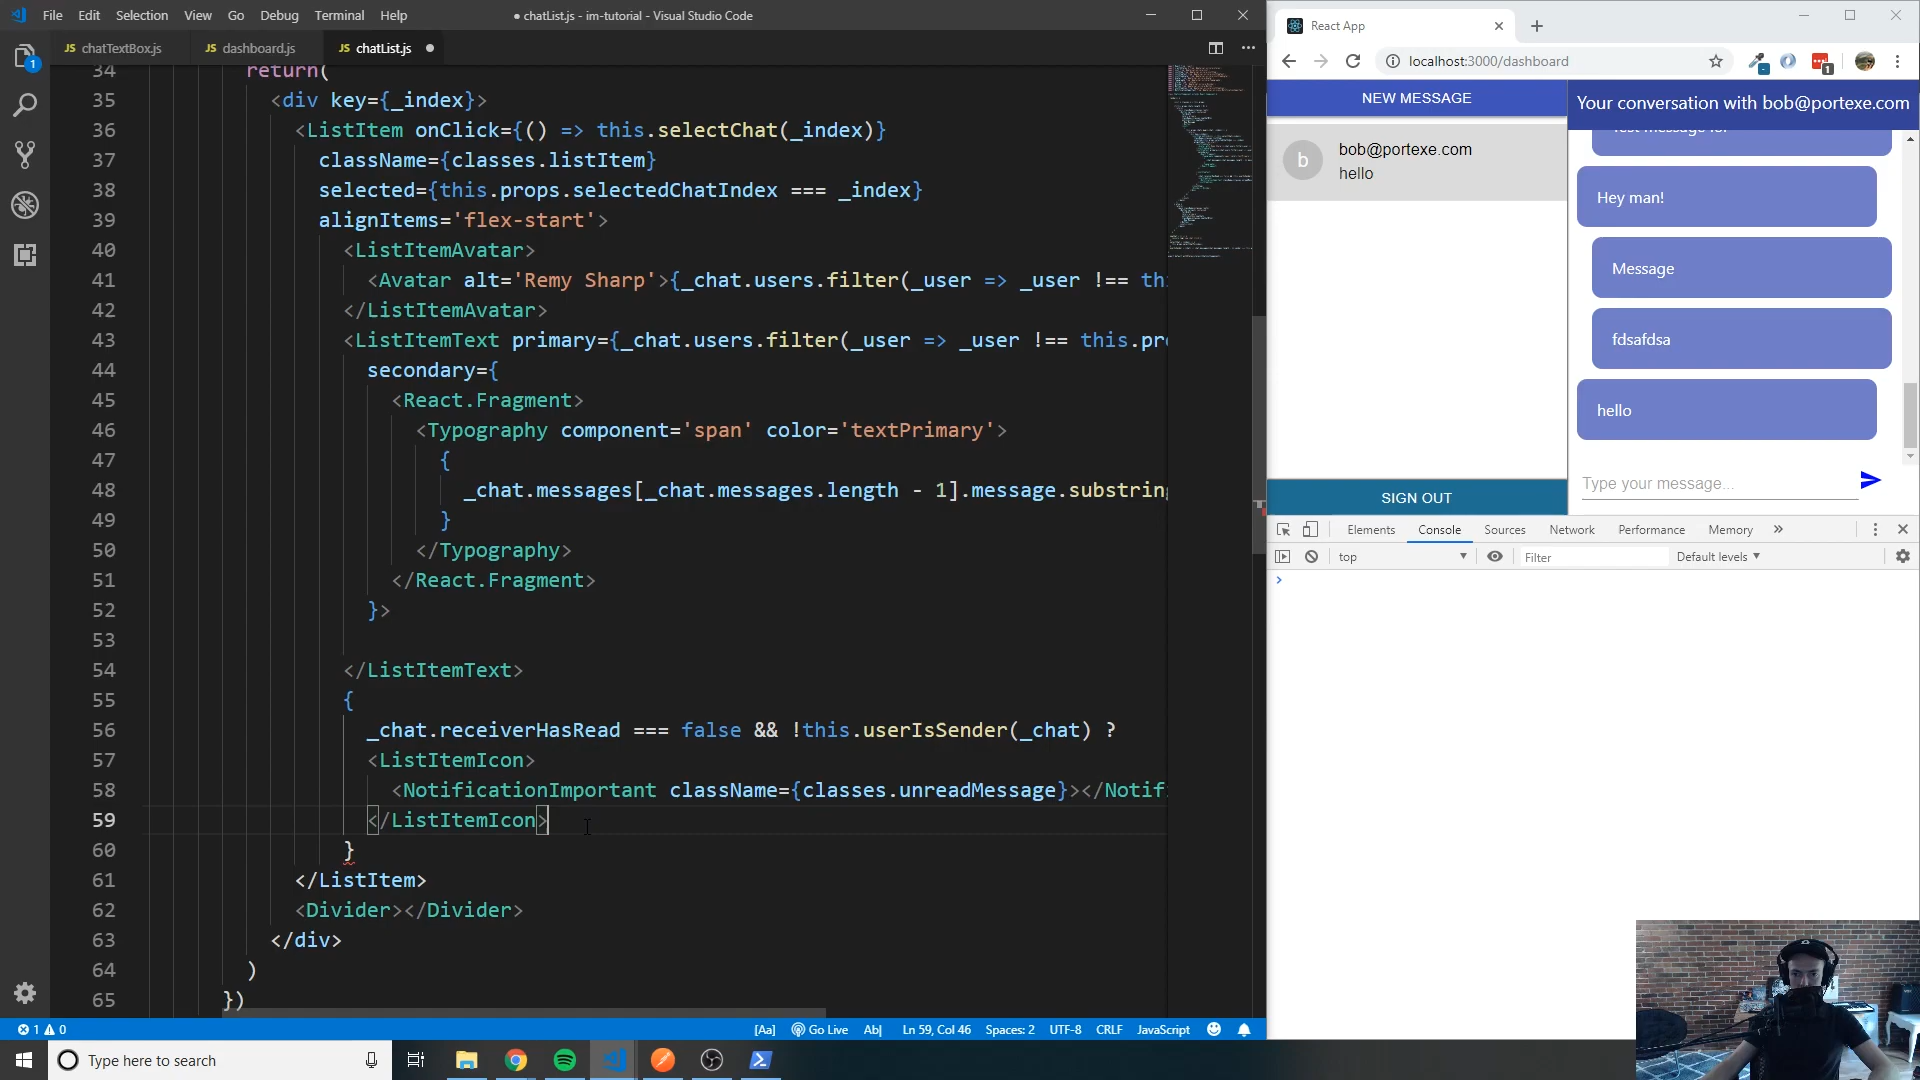 File Edit Selection View Go Debug Terminal Help
● chatList.js - im-tutorial - Visual Studio Code
JS chatTextBox.js
JS dashboard.js
JS chatList.js ●
34 return(
35 <div key={_index}>
36 <ListItem onClick={() => this.selectChat(_index)}
37 className={classes.listItem}
38 selected={this.props.selectedChatIndex === _index}
39 alignItems='flex-start'>
40 <ListItemAvatar>
41 <Avatar alt='Remy Sharp'>{_chat.users.filter(_user => _user !== th
42 </ListItemAvatar>
43 <ListItemText primary={_chat.users.filter(_user => _user !== this.pr
44 secondary={
45 <React.Fragment>
46 <Typography component='span' color='textPrimary'>
47 {
48 _chat.messages[_chat.messages.length - 1].message.substring
49 }
50 </Typography>
51 </React.Fragment>
52 }>
53
54 </ListItemText>
55 {
56 _chat.receiverHasRead === false && !this.userIsSender(_chat) ?
57 <ListItemIcon>
58 <NotificationImportant className={classes.unreadMessage}></Notif
59 </ListItemIcon>
60 }
61 </ListItem>
62 <Divider></Divider>
63 </div>
64 )
65 })
1
1 0
[Aa] Go Live Ab| Ln 59, Col 46 Spaces: 2 UTF-8 CRLF JavaScript
Type here to search
React App
localhost:3000/dashboard
1
NEW MESSAGE
b
bob@portexe.com
hello
SIGN OUT
Your conversation with bob@portexe.com
Hey man!
Message
fdsafdsa
hello
Type your message...
Elements Console Sources Network Performance Memory »
top
Filter
Default levels